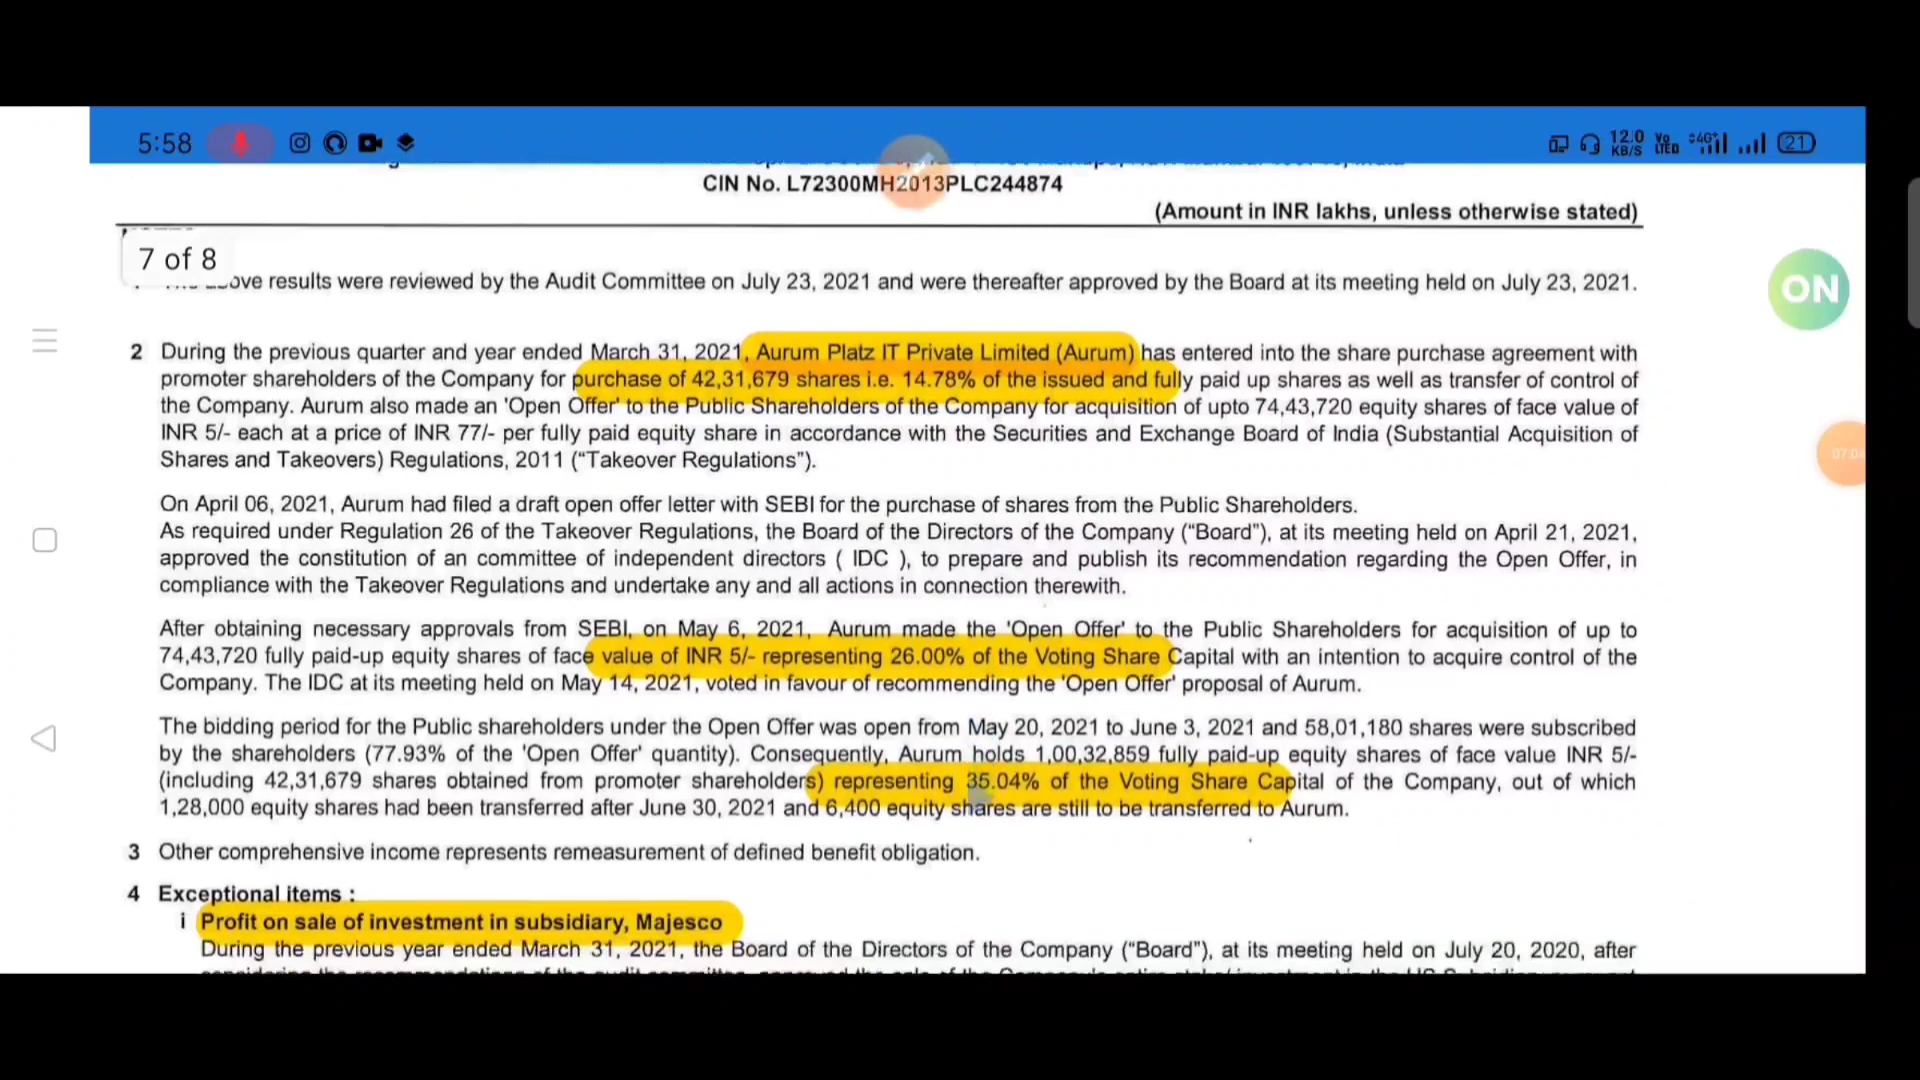 5:58
12.0
KB/S
Vo
LTED
4G+
21
CIN No. L72300MH2013PLC244874
(Amount in INR lakhs, unless otherwise stated)
7 of 8
ove results were reviewed by the Audit Committee on July 23, 2021 and were thereafter approved by the Board at its meeting held on July 23, 2021.
ON
2 During the previous quarter and year ended March 31, 2021, Aurum Platz IT Private Limited (Aurum) has entered into the share purchase agreement with
promoter shareholders of the Company for purchase of 42,31,679 shares i.e. 14.78% of the issued and fully paid up shares as well as transfer of control of
the Company. Aurum also made an 'Open Offer' to the Public Shareholders of the Company for acquisition of upto 74,43,720 equity shares of face value of
INR 5/- each at a price of INR 77/- per fully paid equity share in accordance with the Securities and Exchange Board of India (Substantial Acquisition of
Shares and Takeovers) Regulations, 2011 (“Takeover Regulations”).
07:0
On April 06, 2021, Aurum had filed a draft open offer letter with SEBI for the purchase of shares from the Public Shareholders.
As required under Regulation 26 of the Takeover Regulations, the Board of the Directors of the Company (“Board”), at its meeting held on April 21, 2021,
approved the constitution of an committee of independent directors ( IDC ), to prepare and publish its recommendation regarding the Open Offer, in
compliance with the Takeover Regulations and undertake any and all actions in connection therewith.
After obtaining necessary approvals from SEBI, on May 6, 2021, Aurum made the 'Open Offer' to the Public Shareholders for acquisition of up to
74,43,720 fully paid-up equity shares of face value of INR 5/- representing 26.00% of the Voting Share Capital with an intention to acquire control of the
Company. The IDC at its meeting held on May 14, 2021, voted in favour of recommending the 'Open Offer' proposal of Aurum.
The bidding period for the Public shareholders under the Open Offer was open from May 20, 2021 to June 3, 2021 and 58,01,180 shares were subscribed
by the shareholders (77.93% of the 'Open Offer' quantity). Consequently, Aurum holds 1,00,32,859 fully paid-up equity shares of face value INR 5/-
(including 42,31,679 shares obtained from promoter shareholders) representing 35.04% of the Voting Share Capital of the Company, out of which
1,28,000 equity shares had been transferred after June 30, 2021 and 6,400 equity shares are still to be transferred to Aurum.
3 Other comprehensive income represents remeasurement of defined benefit obligation.
4 Exceptional items :
i Profit on sale of investment in subsidiary, Majesco
During the previous year ended March 31, 2021, the Board of the Directors of the Company (“Board”), at its meeting held on July 20, 2020, after